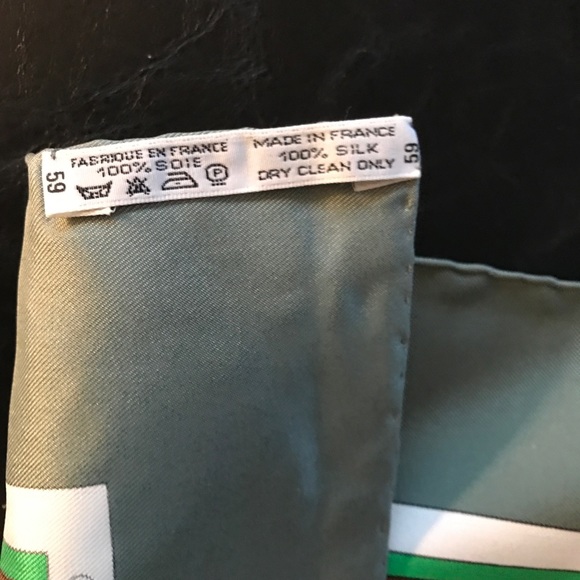 59
FABRIQUE EN FRANCE
100% SOIE
P
MADE IN FRANCE
100% SILK
DRY CLEAN ONLY
59